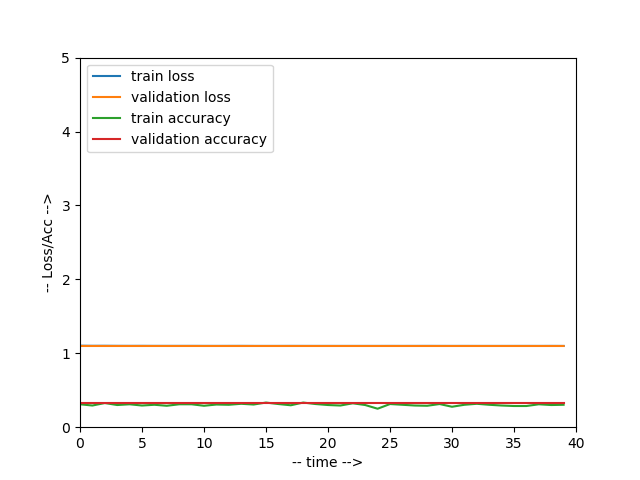 5
train loss
validation loss
4
train accuracy
validation accuracy
3
-- Loss/Acc -->
2
1
0
0 5 10 15 20 25 30 35 40
-- time -->